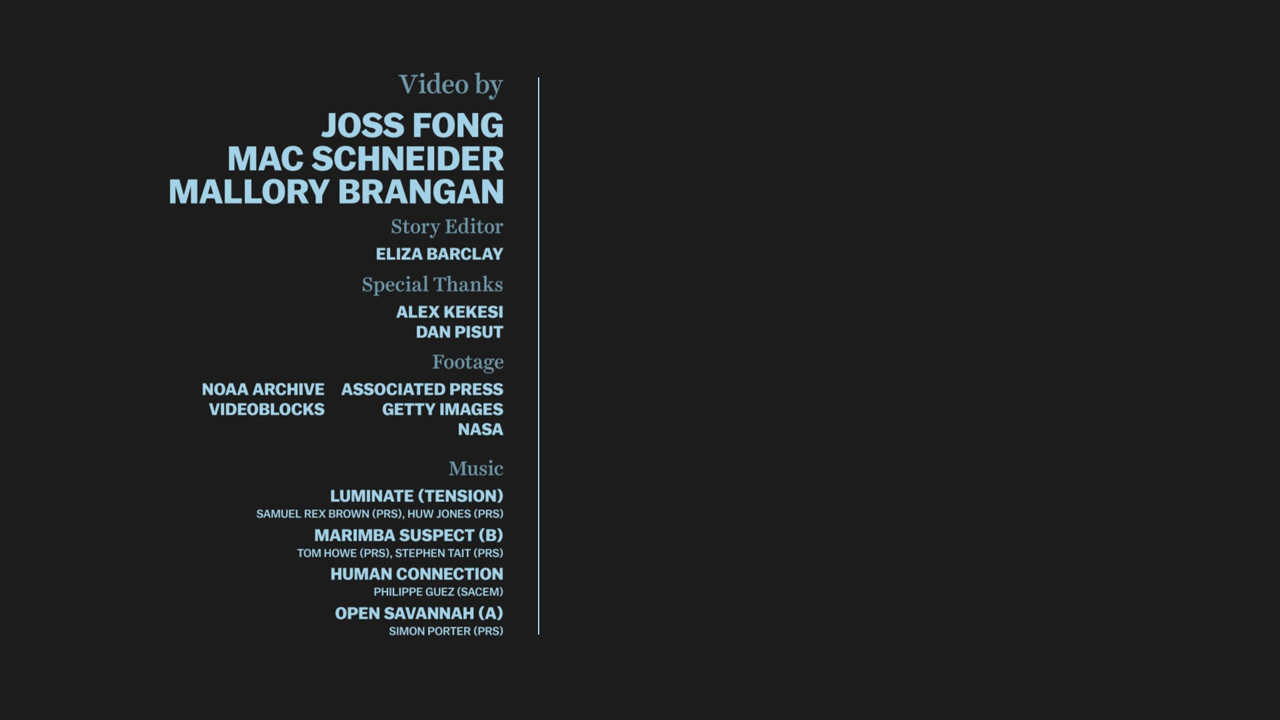 Video by
JOSS FONG
MAC SCHNEIDER
MALLORY BRANGAN
Story Editor
ELIZA BARCLAY
Special Thanks
ALEX KEKESI
DAN PISUT
Footage
NOAA ARCHIVE ASSOCIATED PRESS
VIDEOBLOCKS GETTY IMAGES
NASA
Music
LUMINATE (TENSION)
SAMUEL REX BROWN (PRS), HUW JONES (PRS)
MARIMBA SUSPECT (B)
TOM HOWE (PRS), STEPHEN TAIT (PRS)
HUMAN CONNECTION
PHILIPPE GUEZ (SACEM)
OPEN SAVANNAH (A)
SIMON PORTER (PRS)